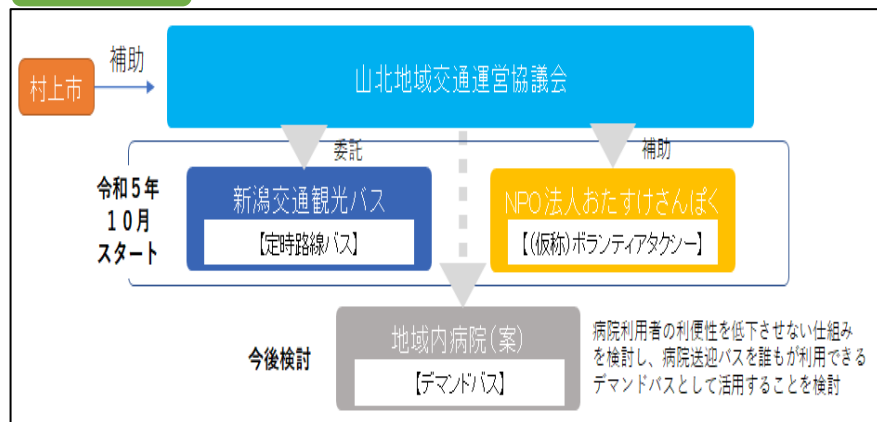 補助
村上市
山北地域交通運営協議会
委託
補助
令和5年
10月
スタート
新潟交通観光バス
【定時路線バス】
NPO法人おたすけさんぽく
【(仮称)ボランティアタクシー】
今後検討
地域内病院(案)
【デマンドバス】
病院利用者の利便性を低下させない仕組み
を検討し、病院送迎バスを誰もが利用できる
デマンドバスとして活用することを検討